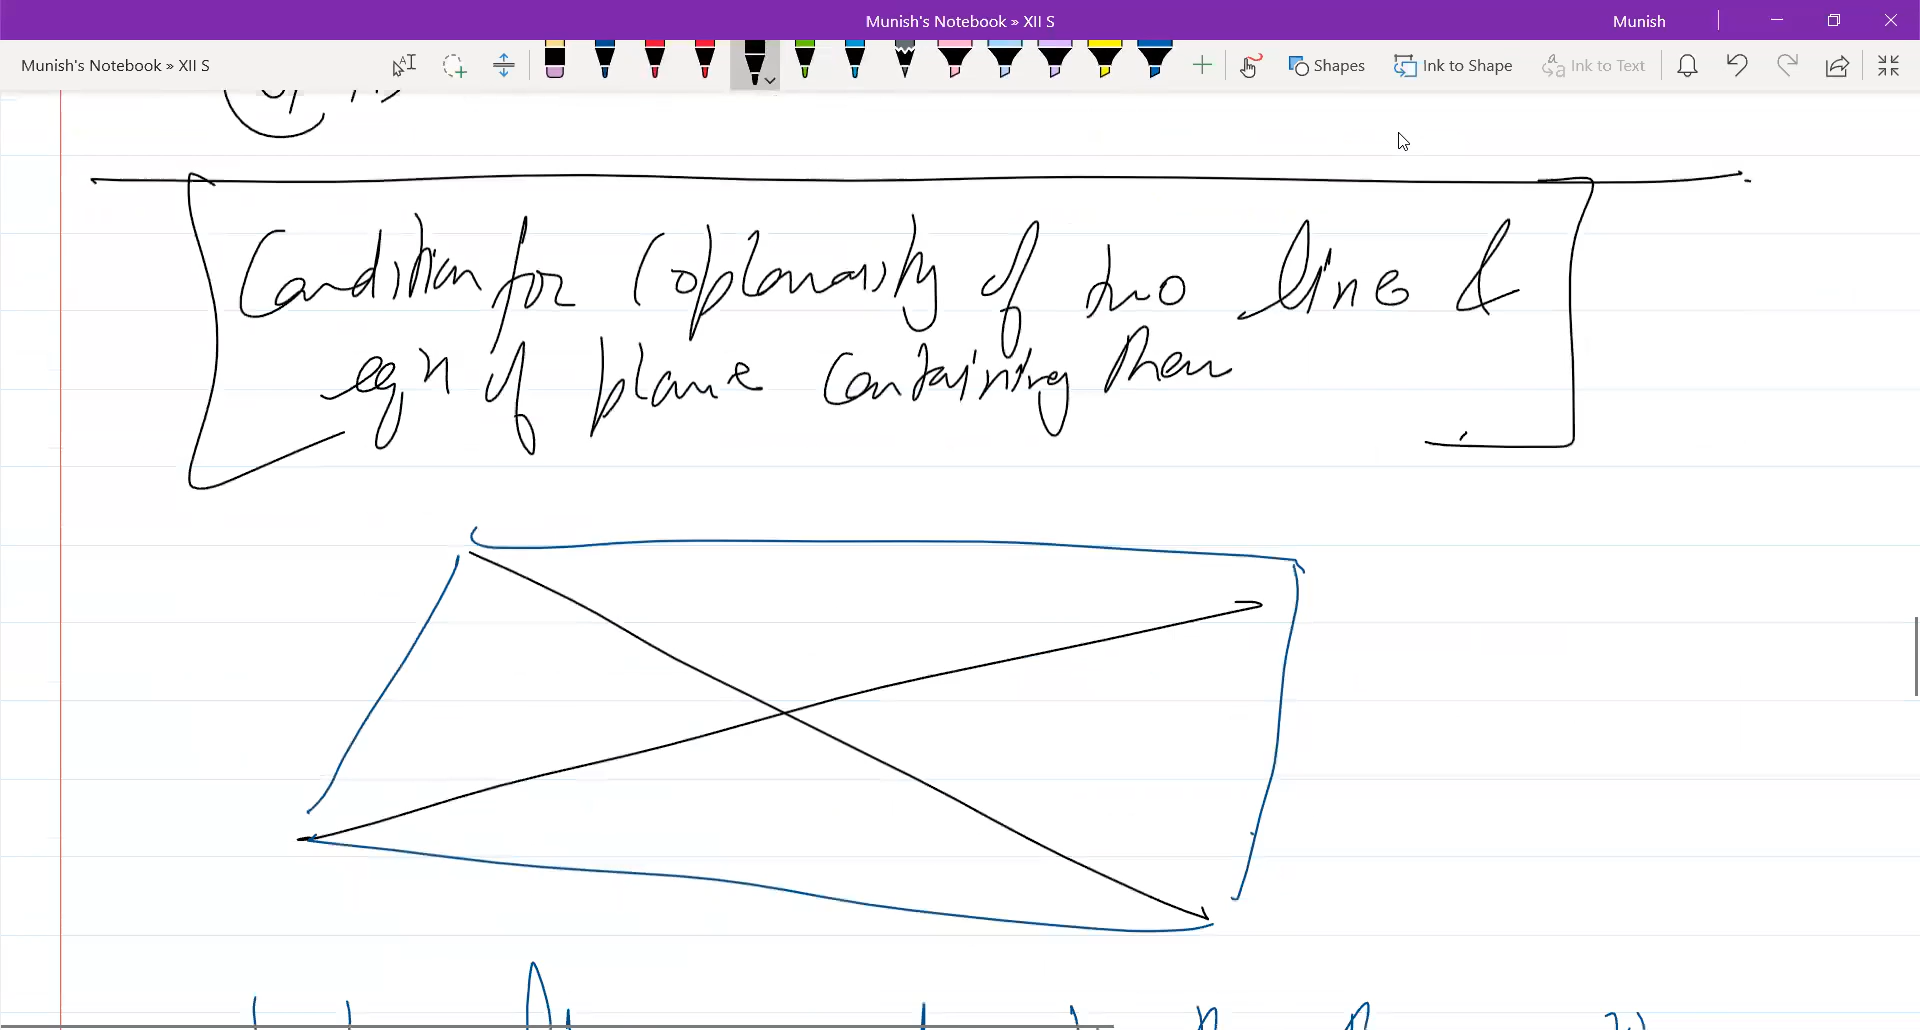 Munish's Notebook » XII S
Munish
Munish's Notebook » XII S
Shapes
Ink to Shape
Ink to Text
Condition for Coplanarity of two lines &
eqn of plane containing them